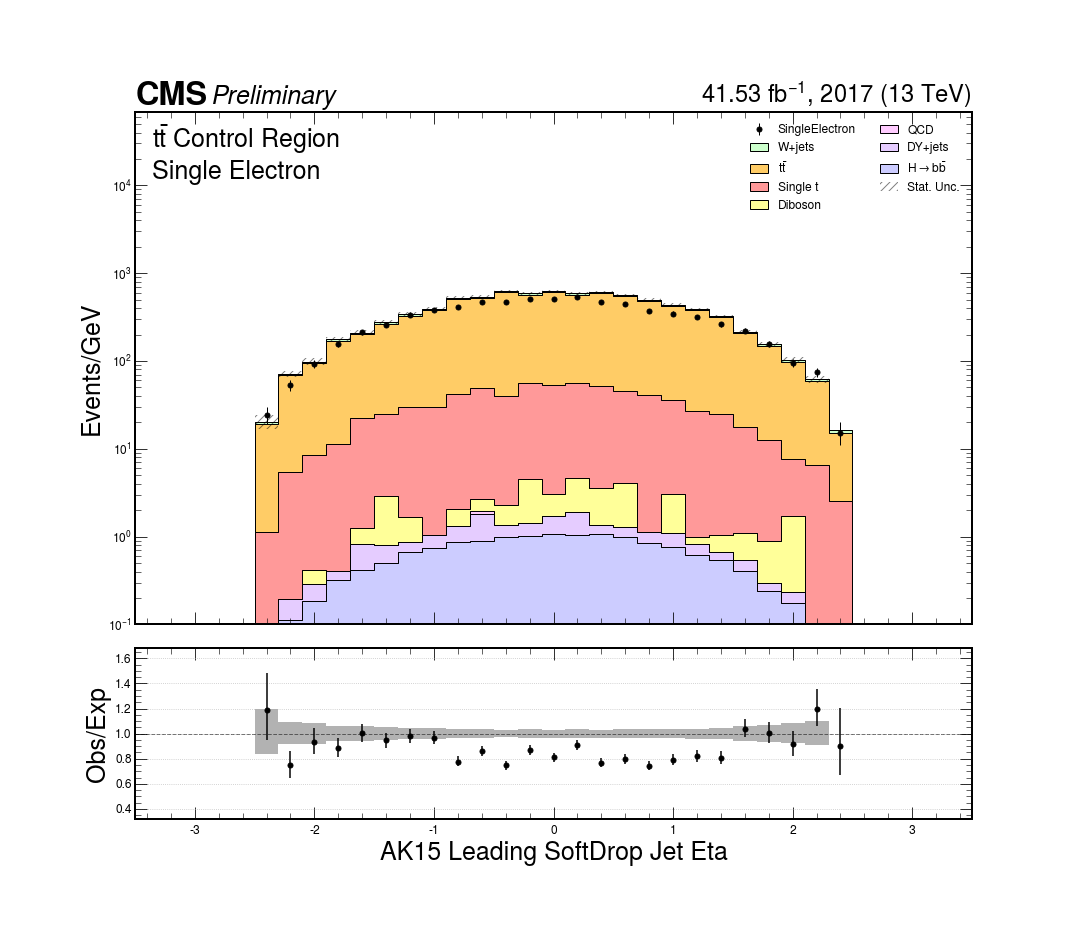 CMS Preliminary
41.53 fb⁻¹, 2017 (13 TeV)
tt̄ Control Region
Single Electron
SingleElectron
W+jets
tt̄
Single t
Diboson
QCD
DY+jets
H→bb̄
Stat. Unc.
Events/GeV
10⁴
10³
10²
10¹
10⁰
10⁻¹
Obs/Exp
1.6
1.4
1.2
1.0
0.8
0.6
0.4
-3 -2 -1 0 1 2 3
AK15 Leading SoftDrop Jet Eta